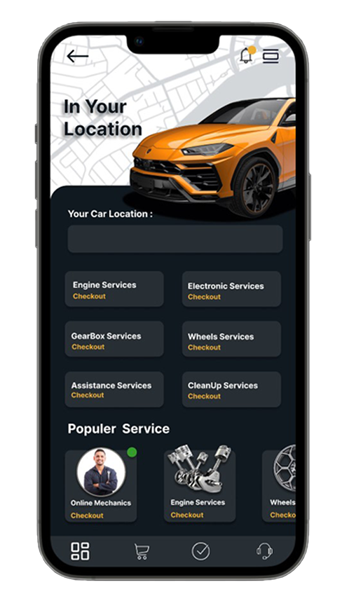 In Your
Location
Your Car Location :
Engine Services
Checkout
Electronic Services
Checkout
GearBox Services
Checkout
Wheels Services
Checkout
Assistance Services
Checkout
CleanUp Services
Checkout
Populer Service
Online Mechanics
Checkout
Engine Services
Checkout
Wheels
Checko